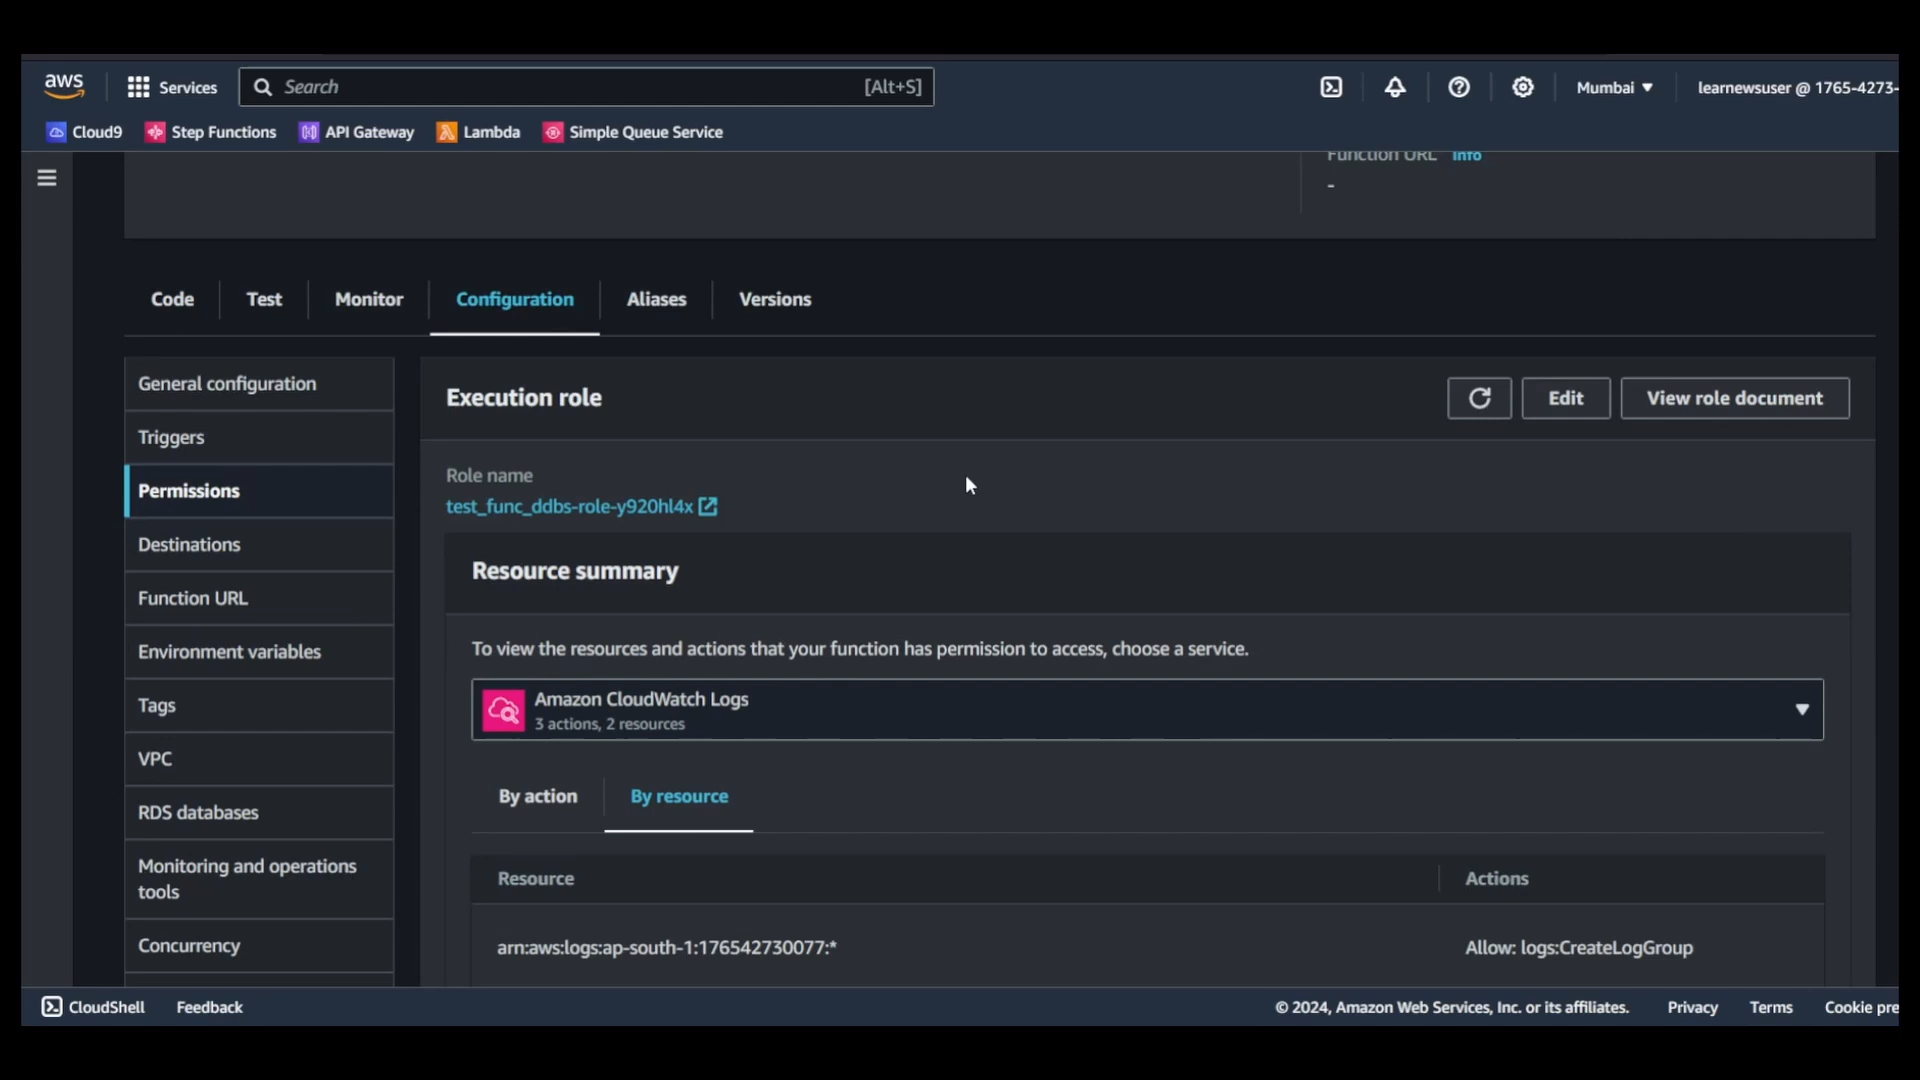 aws
Services
Search
[Alt+S]
Mumbai ▼
learnewsuser @ 1765-4273-
Cloud9
Step Functions
API Gateway
Lambda
Simple Queue Service
Function URL Info
-
Code
Test
Monitor
Configuration
Aliases
Versions
General configuration
Triggers
Permissions
Destinations
Function URL
Environment variables
Tags
VPC
RDS databases
Monitoring and operations
tools
Concurrency
Execution role
Edit
View role document
Role name
test_func_ddbs-role-y920hl4x
Resource summary
To view the resources and actions that your function has permission to access, choose a service.
Amazon CloudWatch Logs
3 actions, 2 resources
By action
By resource
Resource
Actions
arn:aws:logs:ap-south-1:176542730077:*
Allow: logs:CreateLogGroup
CloudShell
Feedback
© 2024, Amazon Web Services, Inc. or its affiliates.
Privacy
Terms
Cookie pre